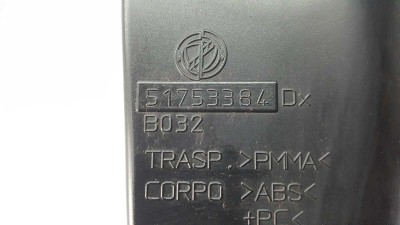 51753384 Dx
B032
TRASP. >PMMA<
CORPO >ABS<
+PC<